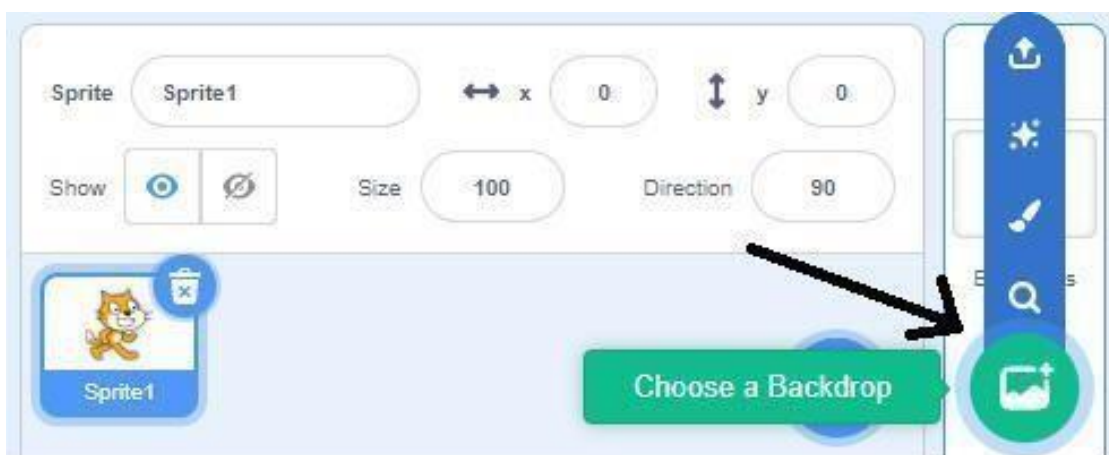 Sprite Sprite1 x 0 y 0
Show Size 100 Direction 90
Sprite1
Choose a Backdrop